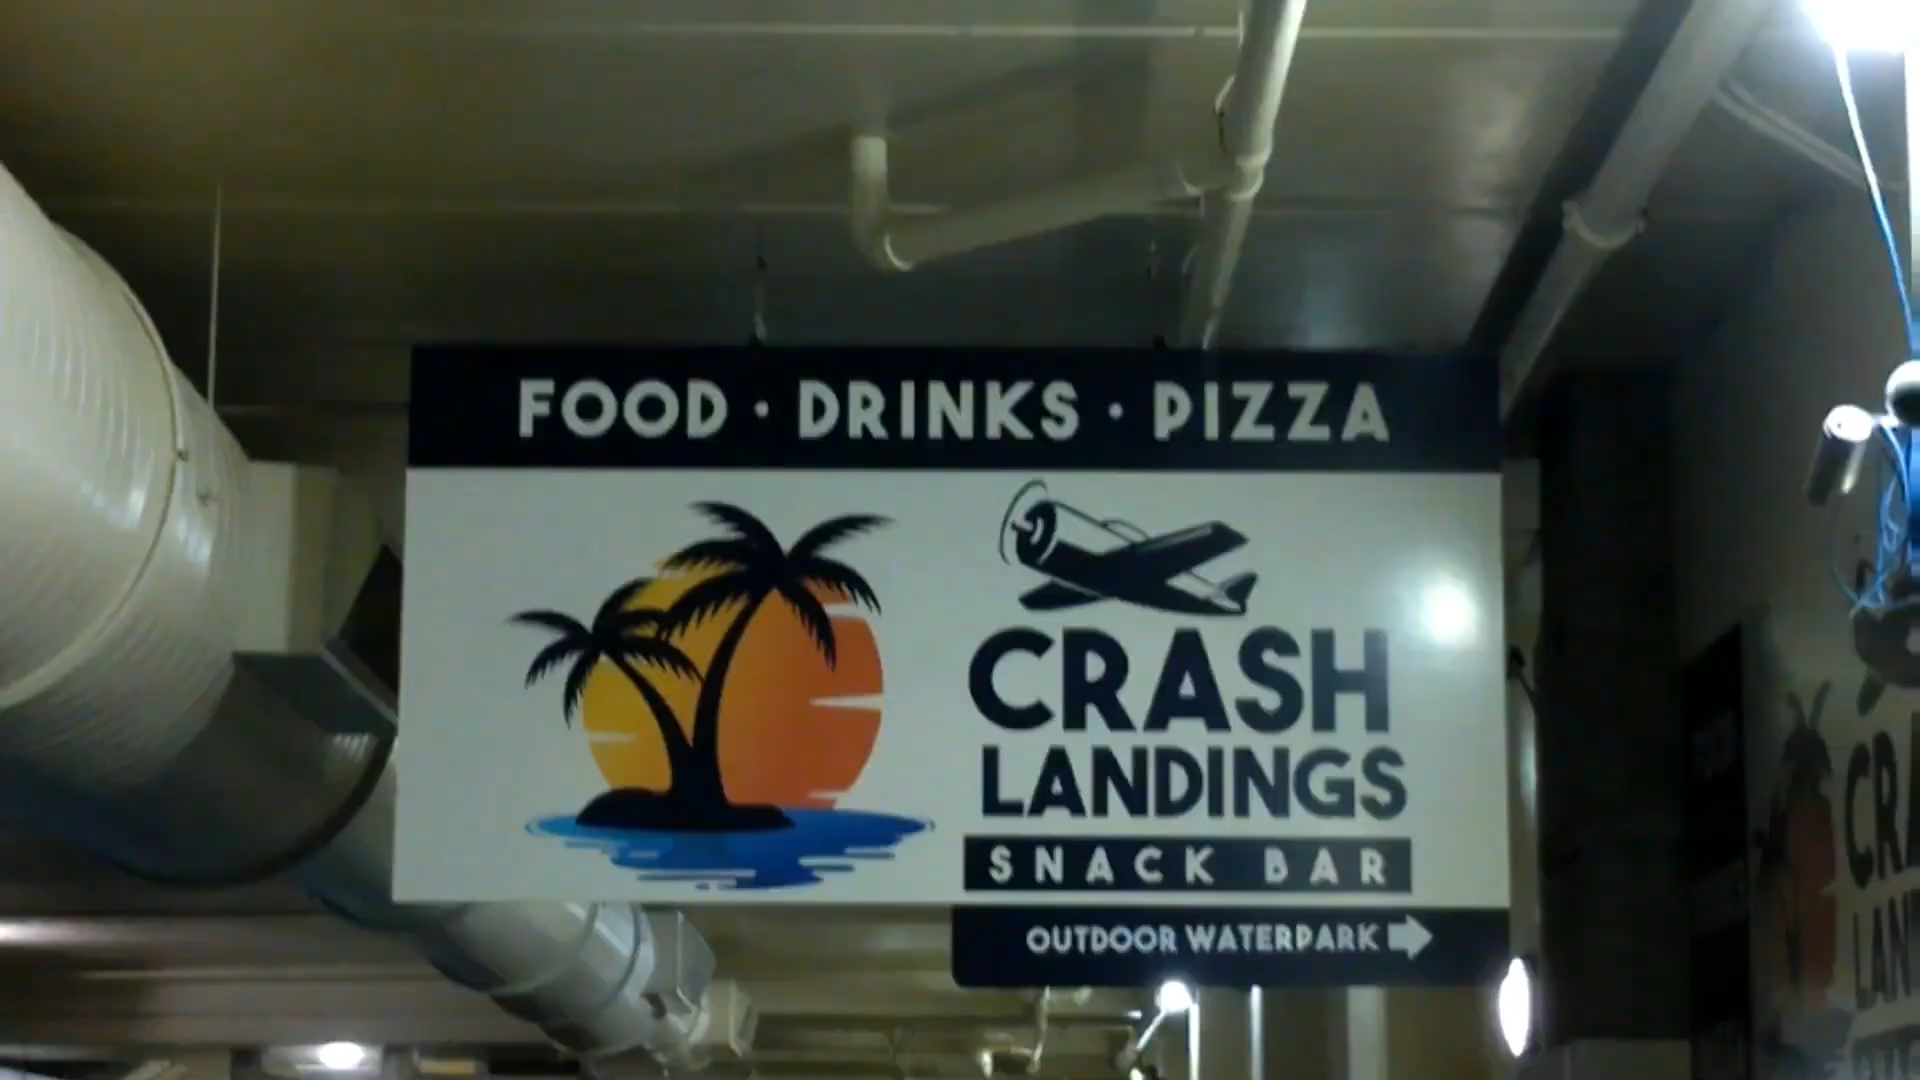 FOOD · DRINKS · PIZZA
CRASH
LANDINGS
SNACK BAR
OUTDOOR WATERPARK